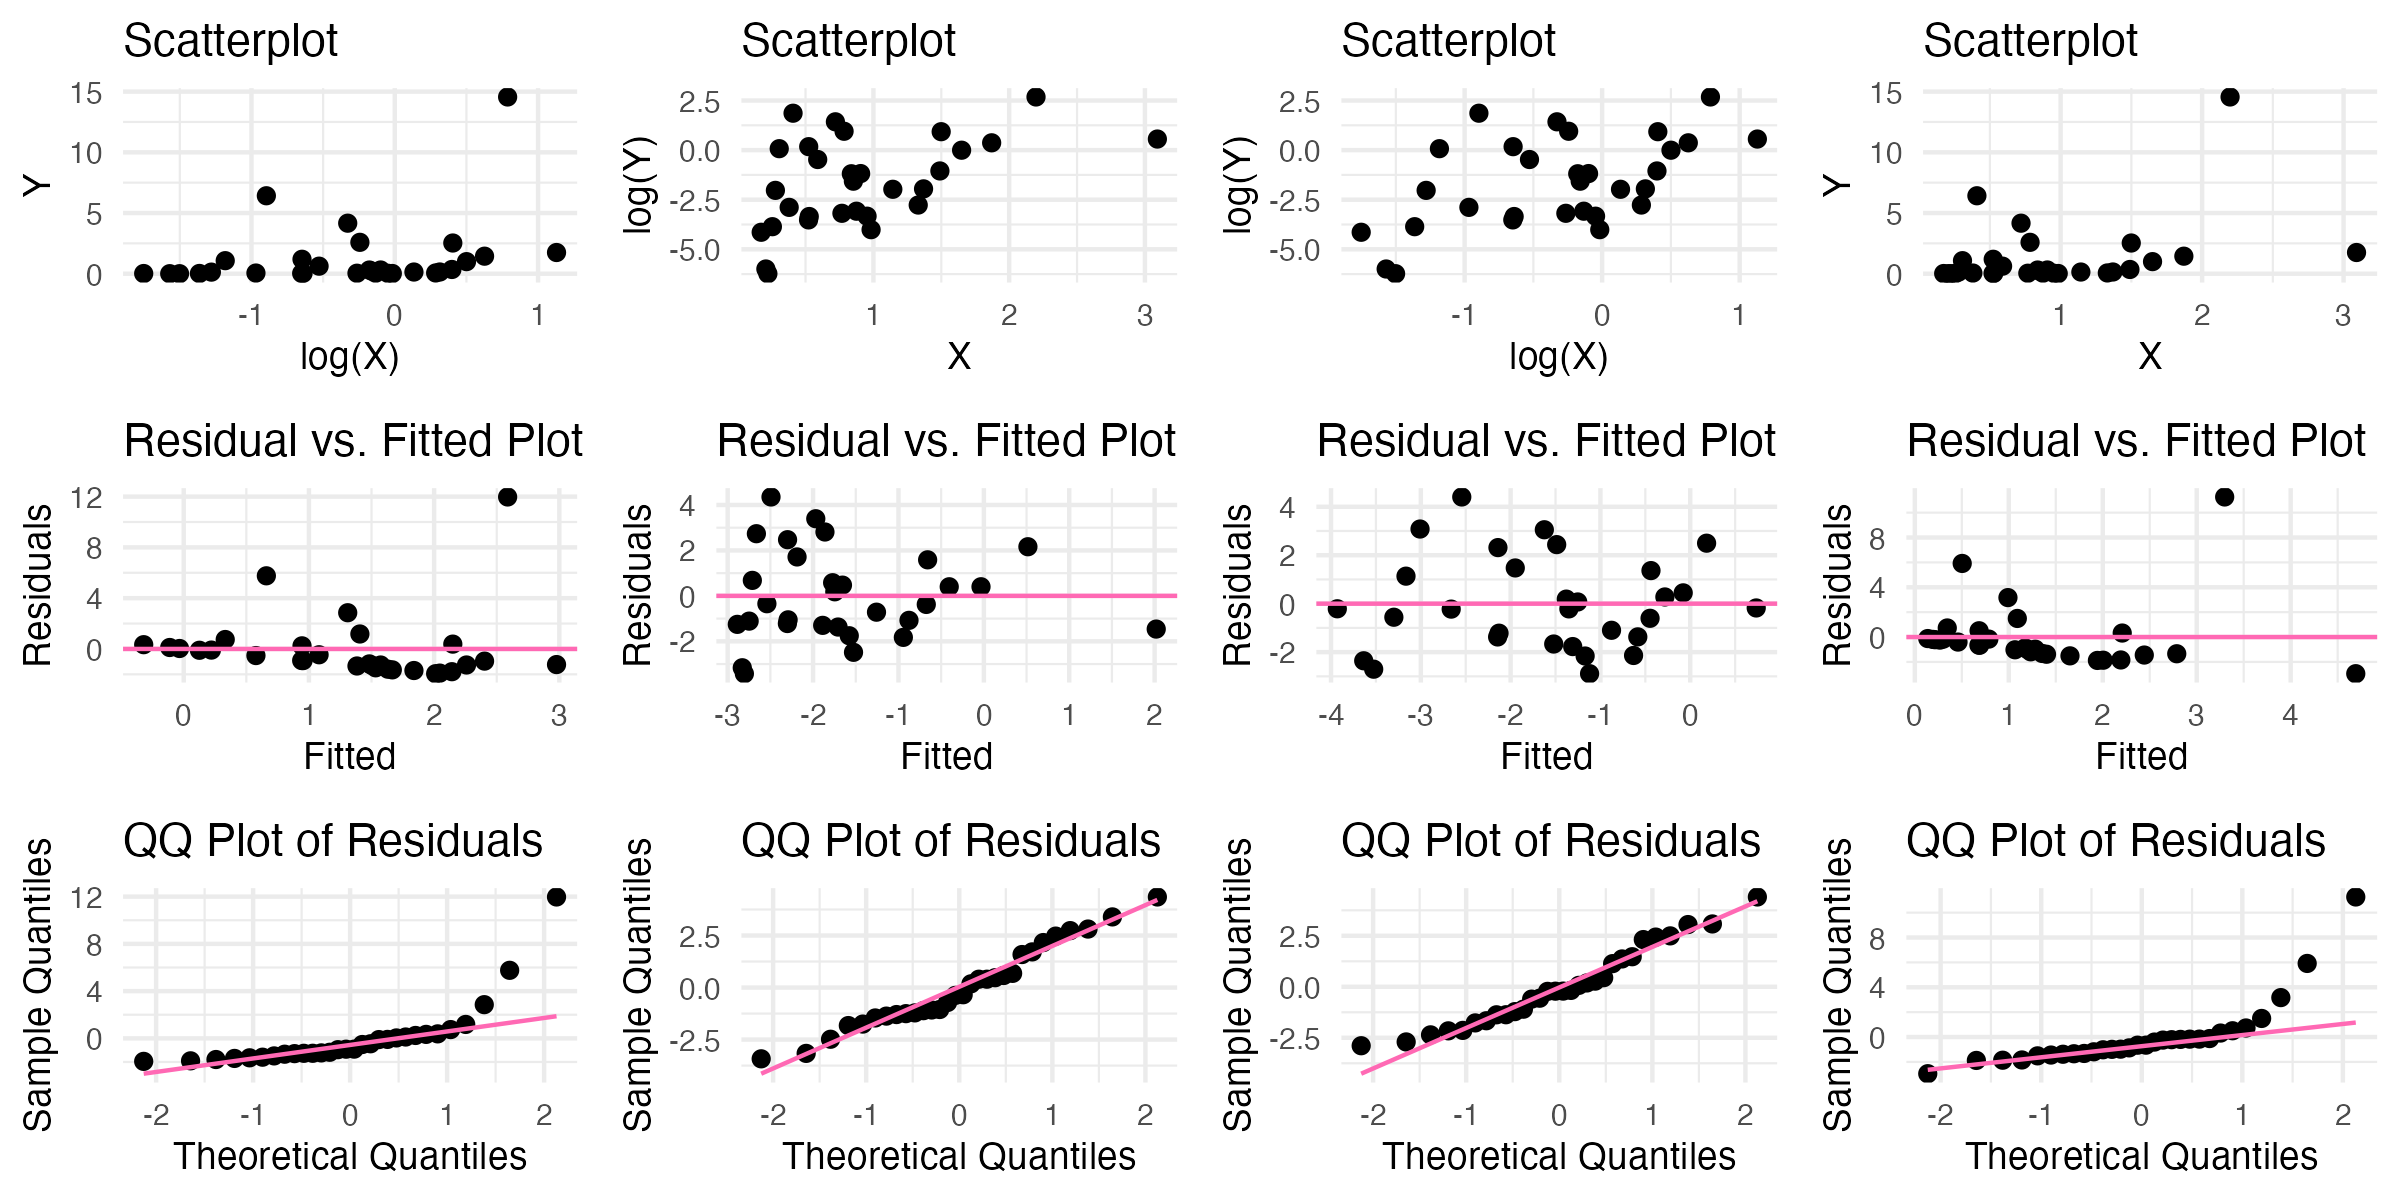 Scatterplot
Y
15
10
5
0
-1
0
1
log(X)
Scatterplot
log(Y)
2.5
0.0
-2.5
-5.0
1
2
3
X
Scatterplot
log(Y)
2.5
0.0
-2.5
-5.0
-1
0
1
log(X)
Scatterplot
Y
15
10
5
0
1
2
3
X
Residual vs. Fitted Plot
Residuals
12
8
4
0
0
1
2
3
Fitted
Residual vs. Fitted Plot
Residuals
4
2
0
-2
-3
-2
-1
0
1
2
Fitted
Residual vs. Fitted Plot
Residuals
4
2
0
-2
-4
-3
-2
-1
0
Fitted
Residual vs. Fitted Plot
Residuals
8
4
0
0
1
2
3
4
Fitted
QQ Plot of Residuals
Sample Quantiles
12
8
4
0
-2
-1
0
1
2
Theoretical Quantiles
QQ Plot of Residuals
Sample Quantiles
2.5
0.0
-2.5
-2
-1
0
1
2
Theoretical Quantiles
QQ Plot of Residuals
Sample Quantiles
2.5
0.0
-2.5
-2
-1
0
1
2
Theoretical Quantiles
QQ Plot of Residuals
Sample Quantiles
8
4
0
-2
-1
0
1
2
Theoretical Quantiles